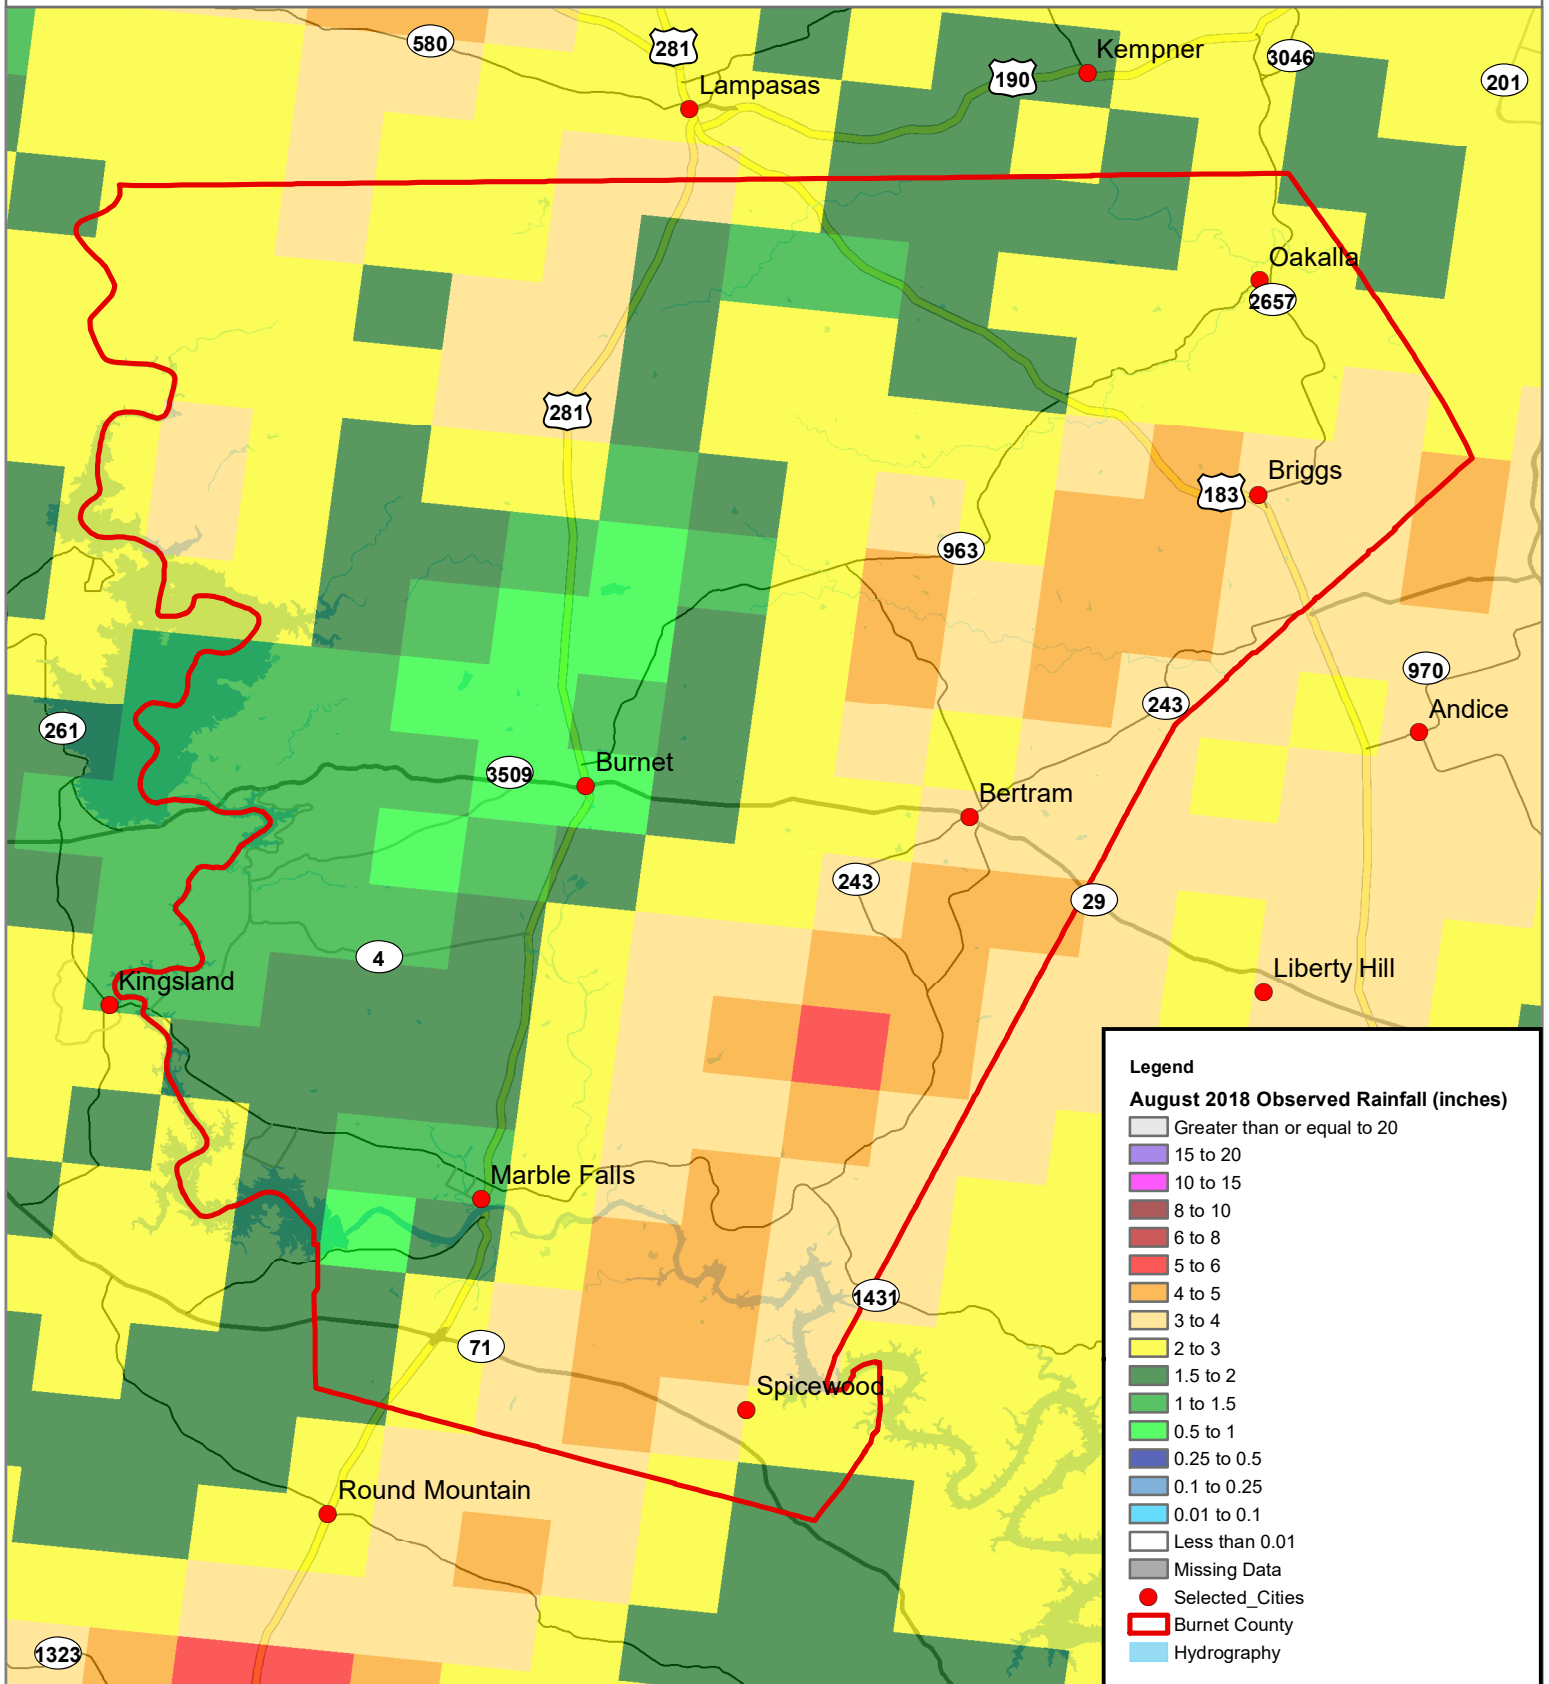 580
281
Kempner
190
3046
201
Lampasas
Oakalla
2657
281
Briggs
183
963
970
243
Andice
261
Burnet
3509
Bertram
243
29
4
Liberty Hill
Kingsland
Marble Falls
1431
71
Spicewood
Round Mountain
1323
Legend
August 2018 Observed Rainfall (inches)
Greater than or equal to 20
15 to 20
10 to 15
8 to 10
6 to 8
5 to 6
4 to 5
3 to 4
2 to 3
1.5 to 2
1 to 1.5
0.5 to 1
0.25 to 0.5
0.1 to 0.25
0.01 to 0.1
Less than 0.01
Missing Data
Selected_Cities
Burnet County
Hydrography